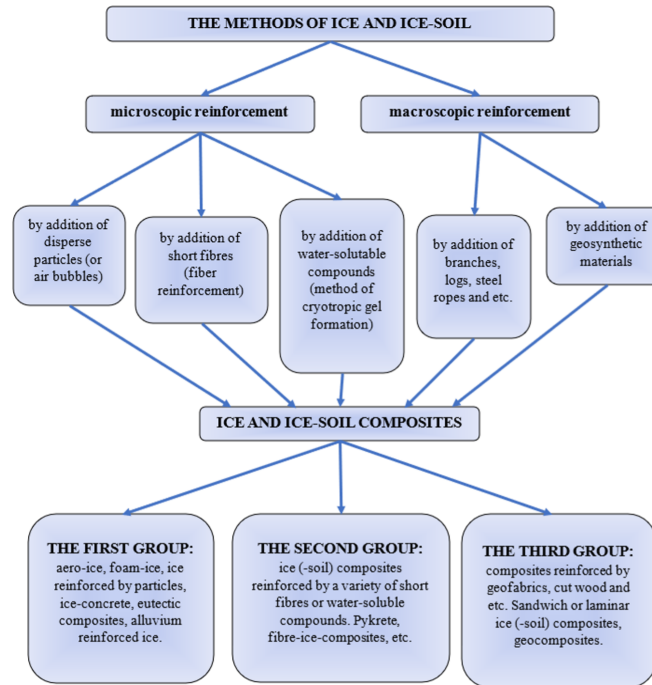 THE METHODS OF ICE AND ICE-SOIL
microscopic reinforcement
macroscopic reinforcement
by addition of
disperse
particles (or
air bubbles)
by addition of
short fibres
(fiber
reinforcement)
by addition of
water-solutable
compounds
(method of
cryotropic gel
formation)
by addition of
branches,
logs, steel
ropes and etc.
by addition of
geosynthetic
materials
ICE AND ICE-SOIL COMPOSITES
THE FIRST GROUP:
aero-ice, foam-ice, ice
reinforced by particles,
ice-concrete, eutectic
composites, alluvium
reinforced ice.
THE SECOND GROUP:
ice (-soil) composites
reinforced by a variety of short
fibres or water-soluble
compounds. Pykrete,
fibre-ice-composites, etc.
THE THIRD GROUP:
composites reinforced by
geofabrics, cut wood and
etc. Sandwich or laminar
ice (-soil) composites,
geocomposites.